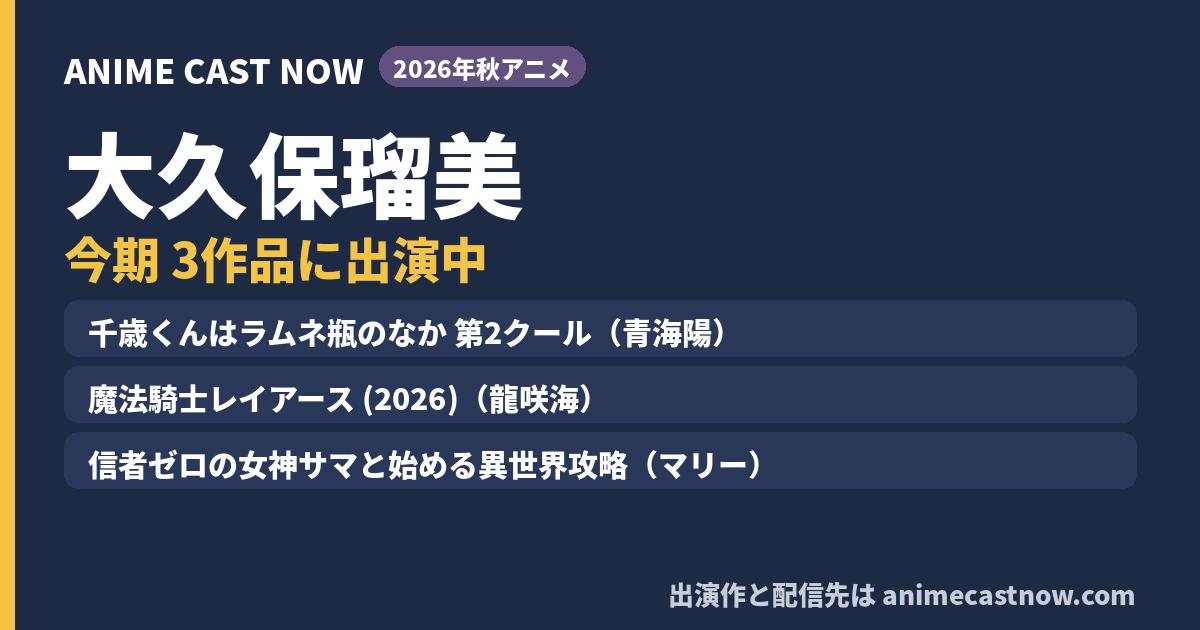 ANIME CAST NOW 2026年秋アニメ
大久保瑠美
今期 3作品に出演中
千歳くんはラムネ瓶のなか 第2クール（青海陽）
魔法騎士レイアース (2026)（龍咲海）
信者ゼロの女神サマと始める異世界攻略（マリー）
出演作と配信先は animecastnow.com